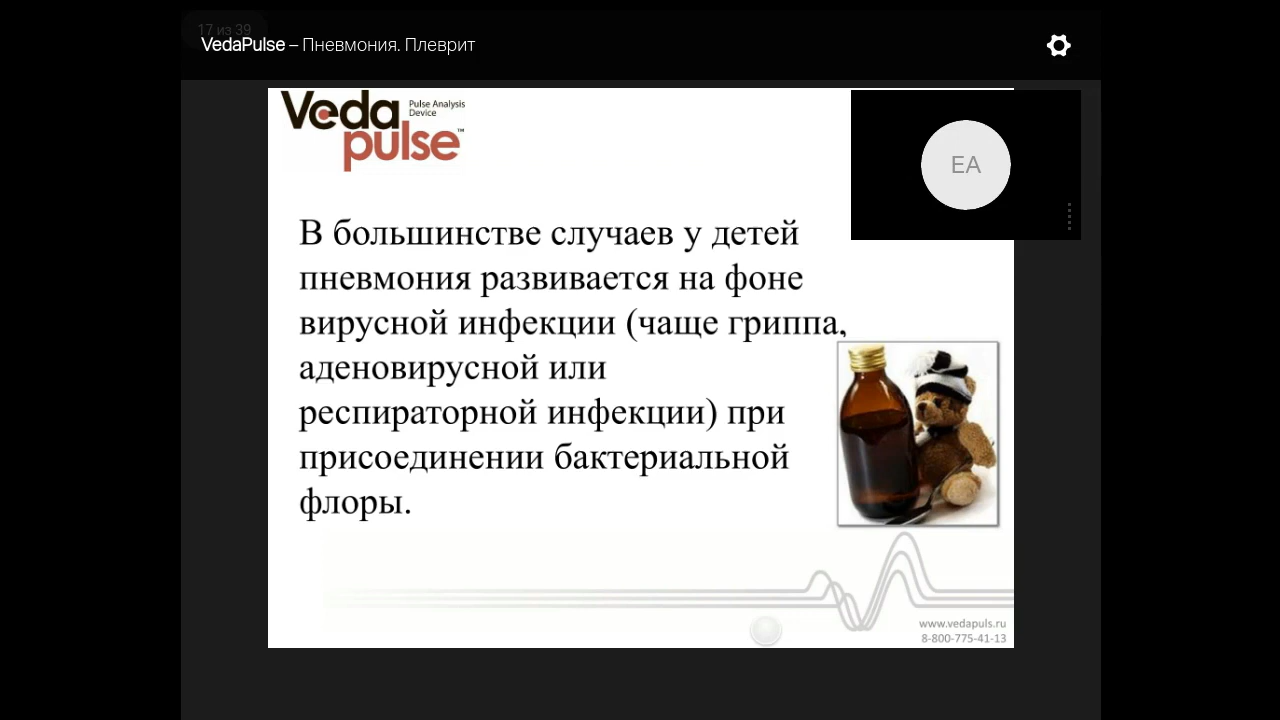 17 из 39
VedaPulse – Пневмония. Плеврит
Veda
pulse™
Pulse Analysis
Device
EA
В большинстве случаев у детей
пневмония развивается на фоне
вирусной инфекции (чаще гриппа,
аденовирусной или
респираторной инфекции) при
присоединении бактериальной
флоры.
www.vedapuls.ru
8-800-775-41-13